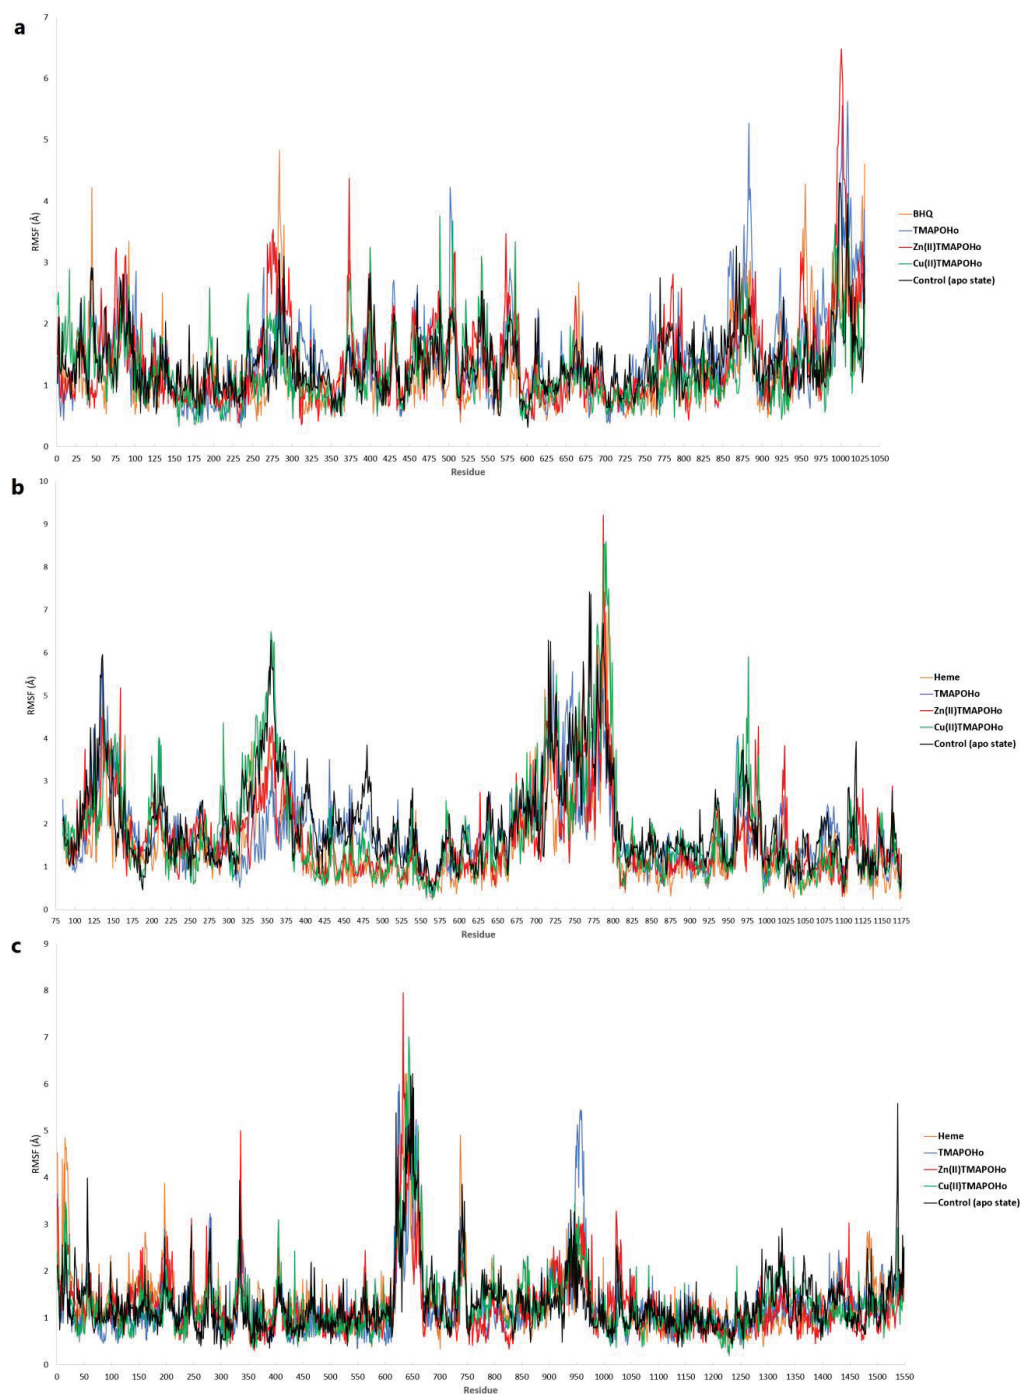 a
7
6
5
4
3
2
1
0
RMSF (Å)
0 25 50 75 100 125 150 175 200 225 250 275 300 325 350 375 400 425 450 475 500 525 550 575 600 625 650 675 700 725 750 775 800 825 850 875 900 925 950 975 1000 1025 1050
Residue
BHQ
TMAPOHo
Zn(II)TMAPOHo
Cu(II)TMAPOHo
Control (apo state)
b
10
9
8
7
6
5
4
3
2
1
0
RMSF (Å)
75 100 125 150 175 200 225 250 275 300 325 350 375 400 425 450 475 500 525 550 575 600 625 650 675 700 725 750 775 800 825 850 875 900 925 950 975 1000 1025 1050 1075 1100 1125 1150 1175
Residue
Heme
TMAPOHo
Zn(II)TMAPOHo
Cu(II)TMAPOHo
Control (apo state)
c
9
8
7
6
5
4
3
2
1
0
RMSF (Å)
0 50 100 150 200 250 300 350 400 450 500 550 600 650 700 750 800 850 900 950 1000 1050 1100 1150 1200 1250 1300 1350 1400 1450 1500 1550
Residue
Heme
TMAPOHo
Zn(II)TMAPOHo
Cu(II)TMAPOHo
Control (apo state)